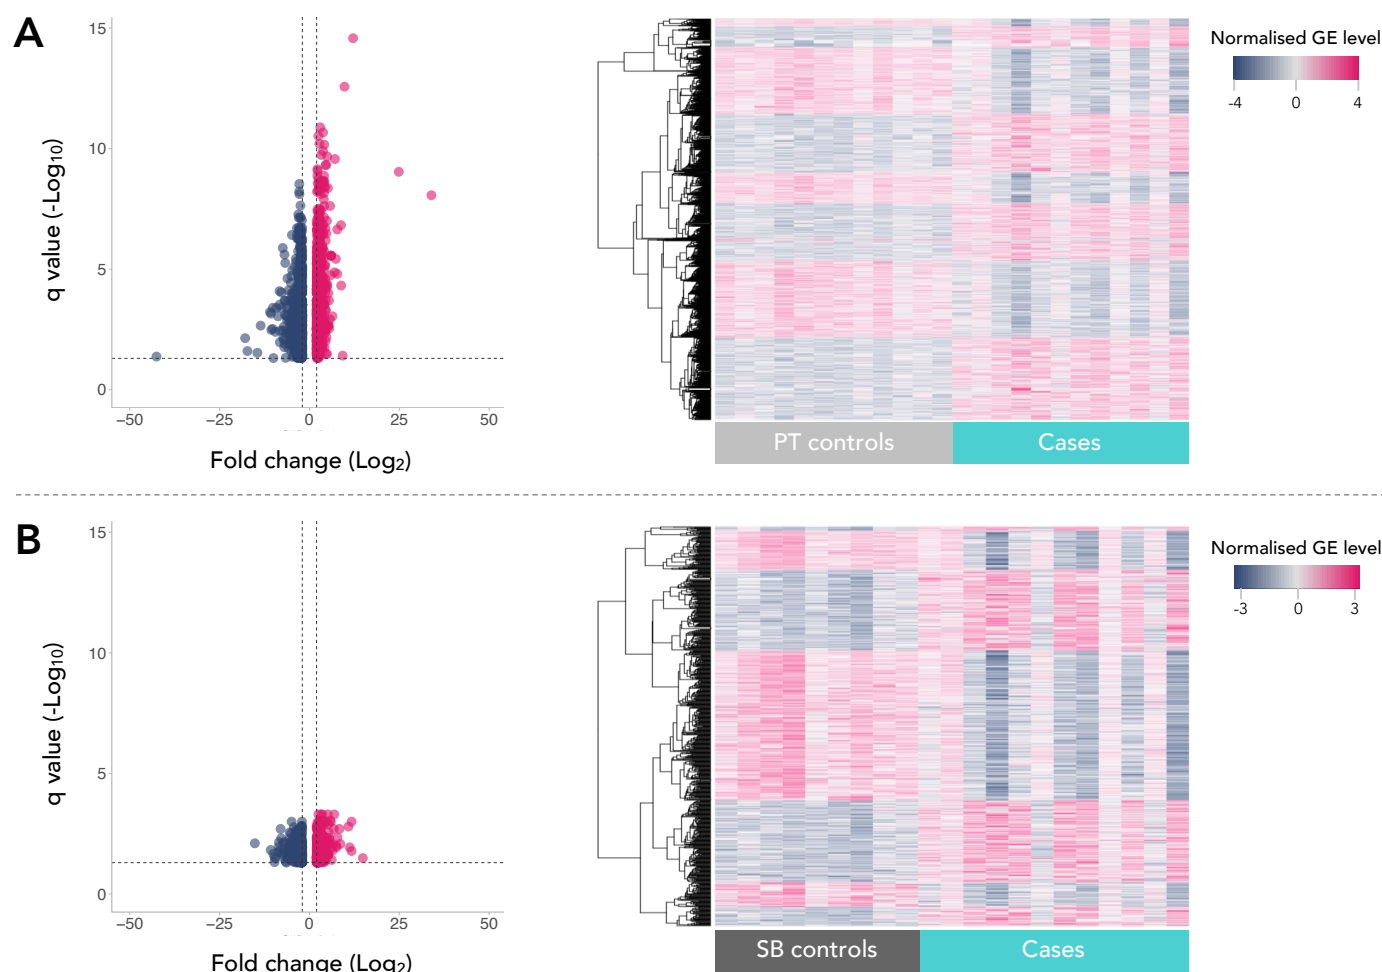 A
15
10
5
0
q value (-Log10)
−50
−25
0
25
50
Fold change (Log2)
PT controls
Cases
Normalised GE level
-4
0
4
B
15
10
5
0
q value (-Log10)
−50
−25
0
25
50
Fold change (Log2)
SB controls
Cases
Normalised GE level
-3
0
3